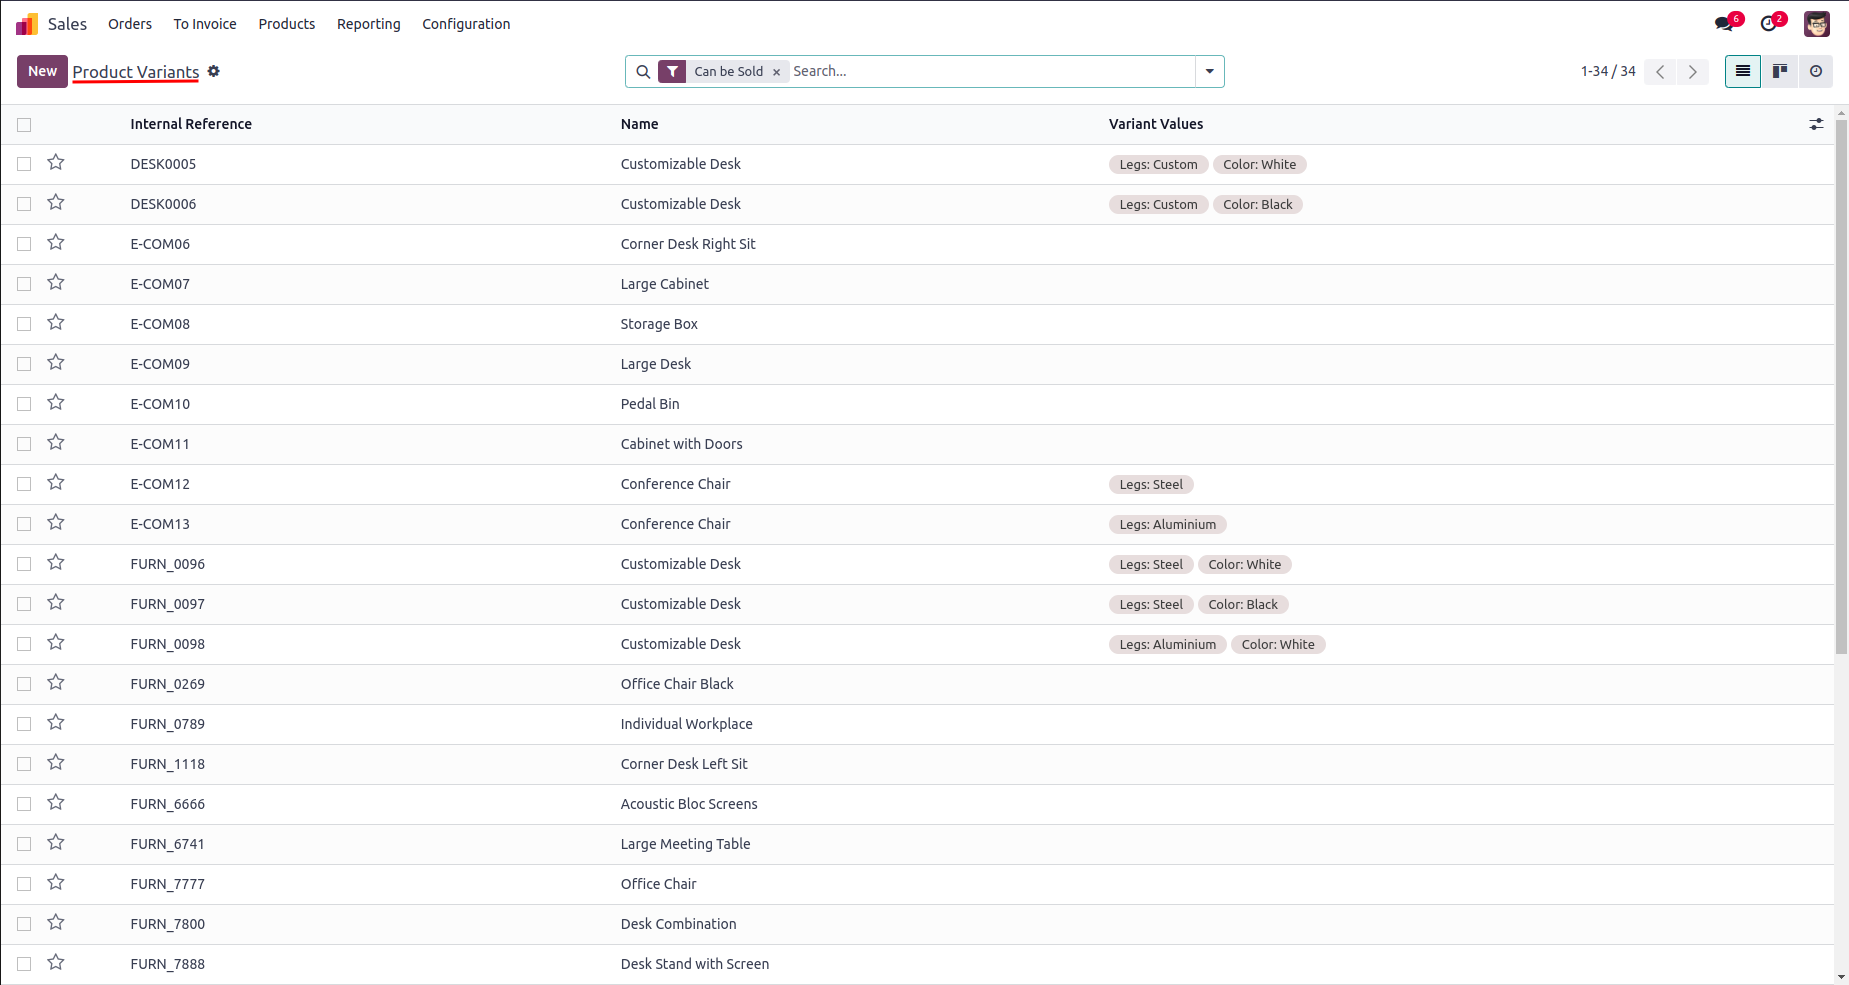 Sales Orders To Invoice Products Reporting Configuration 6 2
New Product Variants Can be Sold × Search... 1-34 / 34
Internal Reference Name Variant Values
DESK0005 Customizable Desk Legs: Custom Color: White
DESK0006 Customizable Desk Legs: Custom Color: Black
E-COM06 Corner Desk Right Sit
E-COM07 Large Cabinet
E-COM08 Storage Box
E-COM09 Large Desk
E-COM10 Pedal Bin
E-COM11 Cabinet with Doors
E-COM12 Conference Chair Legs: Steel
E-COM13 Conference Chair Legs: Aluminium
FURN_0096 Customizable Desk Legs: Steel Color: White
FURN_0097 Customizable Desk Legs: Steel Color: Black
FURN_0098 Customizable Desk Legs: Aluminium Color: White
FURN_0269 Office Chair Black
FURN_0789 Individual Workplace
FURN_1118 Corner Desk Left Sit
FURN_6666 Acoustic Bloc Screens
FURN_6741 Large Meeting Table
FURN_7777 Office Chair
FURN_7800 Desk Combination
FURN_7888 Desk Stand with Screen